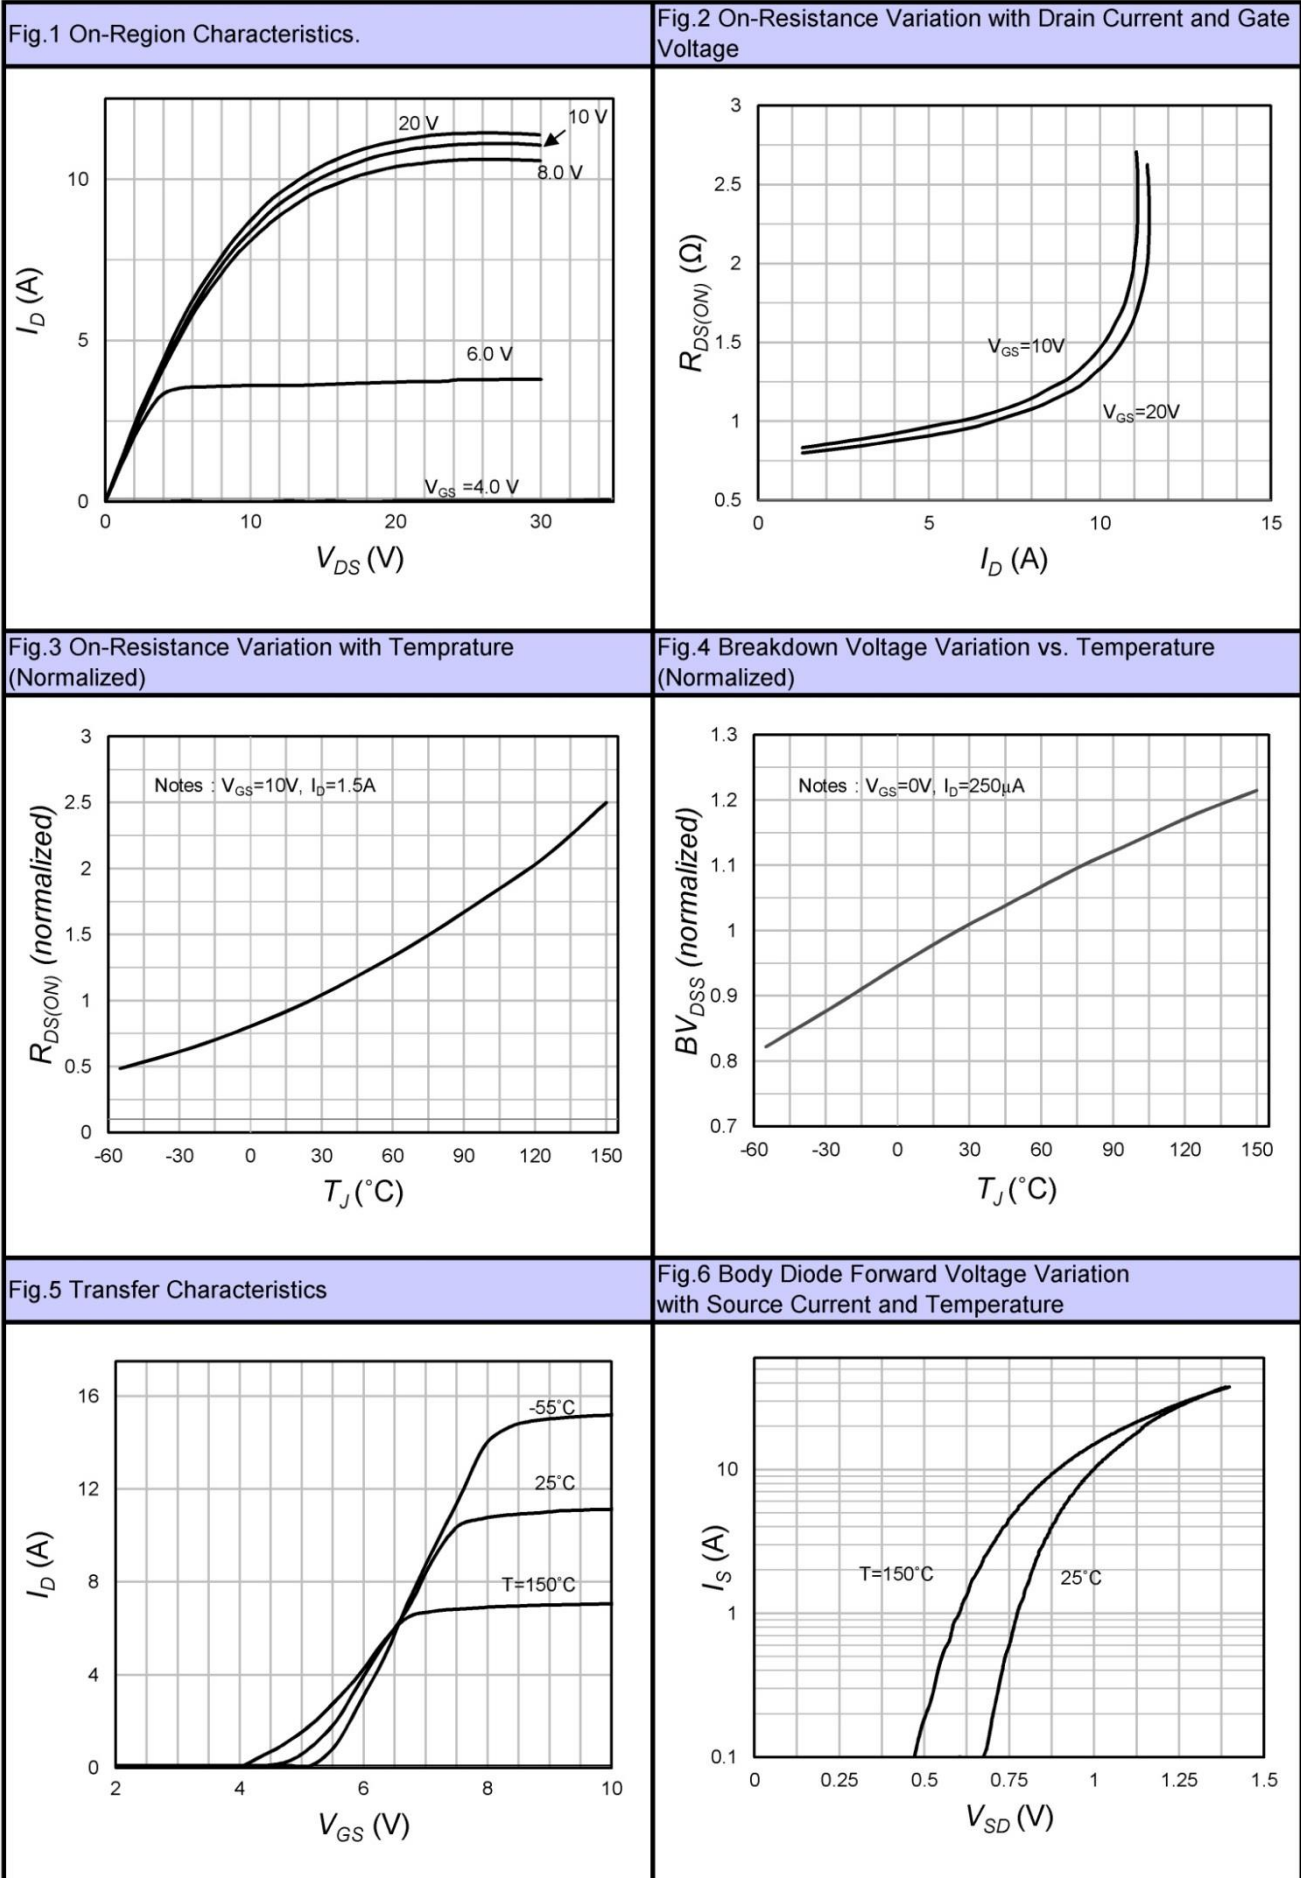 Fig.1 On-Region Characteristics.
Fig.2 On-Resistance Variation with Drain Current and Gate
Voltage
20 V
10 V
8.0 V
6.0 V
V_GS =4.0 V
10
5
0
0 10 20 30
I_D (A)
V_DS (V)
3
2.5
2
1.5
1
0.5
0 5 10 15
V_GS=10V
V_GS=20V
R_DS(ON) (Ω)
I_D (A)
Fig.3 On-Resistance Variation with Temprature
(Normalized)
Fig.4 Breakdown Voltage Variation vs. Temperature
(Normalized)
Notes : V_GS=10V, I_D=1.5A
3
2.5
2
1.5
1
0.5
0
-60 -30 0 30 60 90 120 150
R_DS(ON) (normalized)
T_J (˚C)
Notes : V_GS=0V, I_D=250µA
1.3
1.2
1.1
1
0.9
0.8
0.7
-60 -30 0 30 60 90 120 150
BV_DSS (normalized)
T_J (˚C)
Fig.5 Transfer Characteristics
Fig.6 Body Diode Forward Voltage Variation
with Source Current and Temperature
-55˚C
25˚C
T=150˚C
16
12
8
4
0
2 4 6 8 10
I_D (A)
V_GS (V)
T=150˚C
25˚C
10
1
0.1
0 0.25 0.5 0.75 1 1.25 1.5
I_S (A)
V_SD (V)